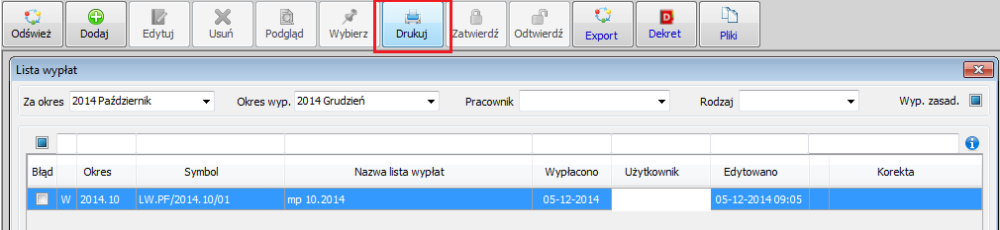 Odśwież Dodaj Edytuj Usuń Podgląd Wybierz Drukuj Zatwierdź Odtwierdź Export Dekret Pliki
Lista wypłat
Za okres 2014 Październik Okres wyp. 2014 Grudzień Pracownik Rodzaj Wyp. zasad.
Błąd Okres Symbol Nazwa lista wypłat Wypłacono Użytkownik Edytowano Korekta
W 2014.10 LW.PF/2014.10/01 mp 10.2014 05-12-2014 05-12-2014 09:05